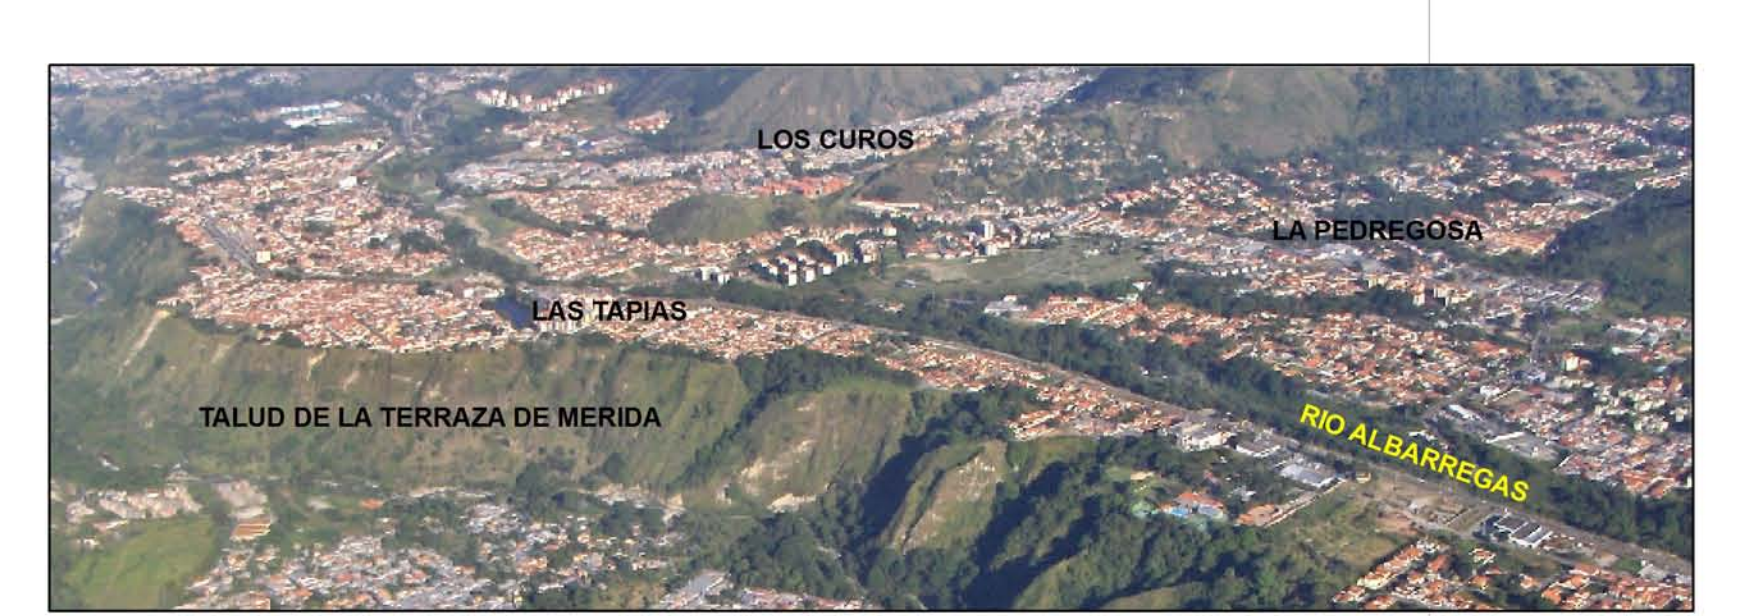 LOS CUROS
LA PEDREGOSA
LAS TAPIAS
TALUD DE LA TERRAZA DE MERIDA
RIO ALBARREGAS